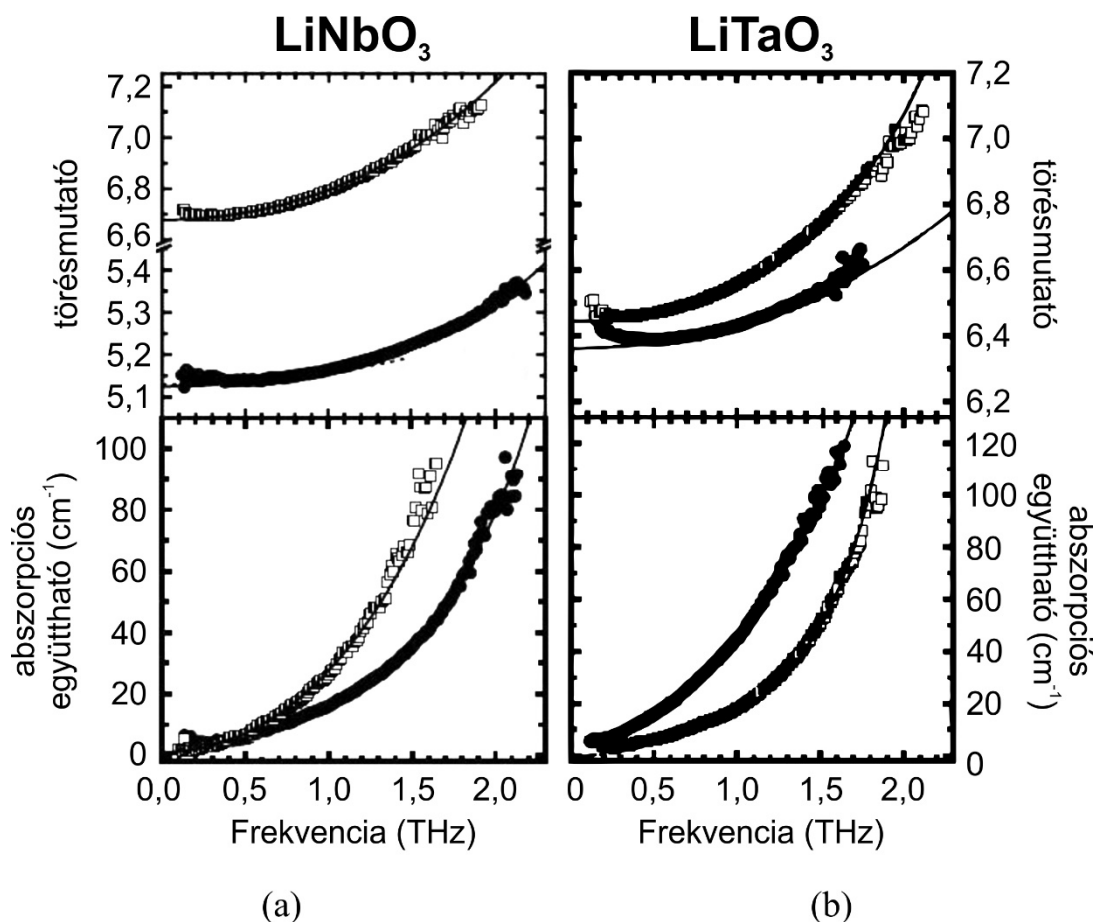 LiNbO3
LiTaO3
törésmutató
7,2
7,0
6,8
6,6
5,4
5,3
5,2
5,1
7,2
7,0
6,8
6,6
6,4
6,2
törésmutató
abszorpciós
együttható (cm-1)
100
80
60
40
20
0
120
100
80
60
40
20
0
abszorpciós
együttható (cm-1)
0,0 0,5 1,0 1,5 2,0
0,5 1,0 1,5 2,0
Frekvencia (THz)
Frekvencia (THz)
(a)
(b)